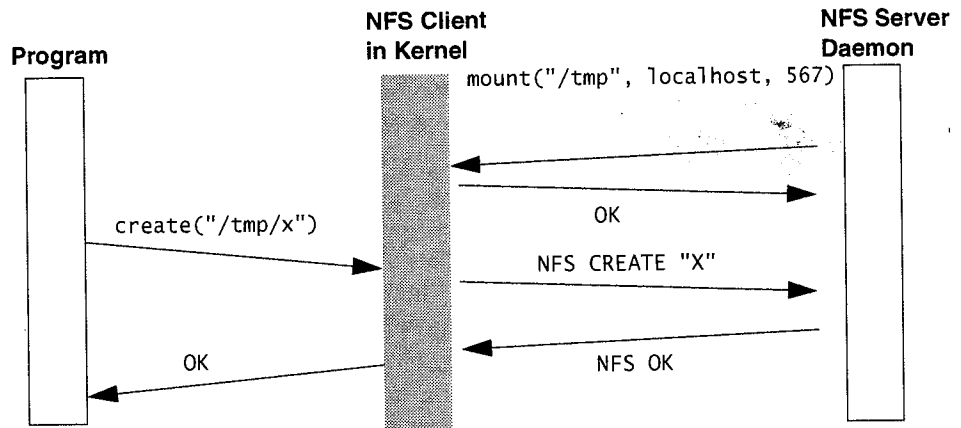 Program
NFS Client
in Kernel
NFS Server
Daemon
mount("/tmp", localhost, 567)
OK
create("/tmp/x")
NFS CREATE "X"
NFS OK
OK